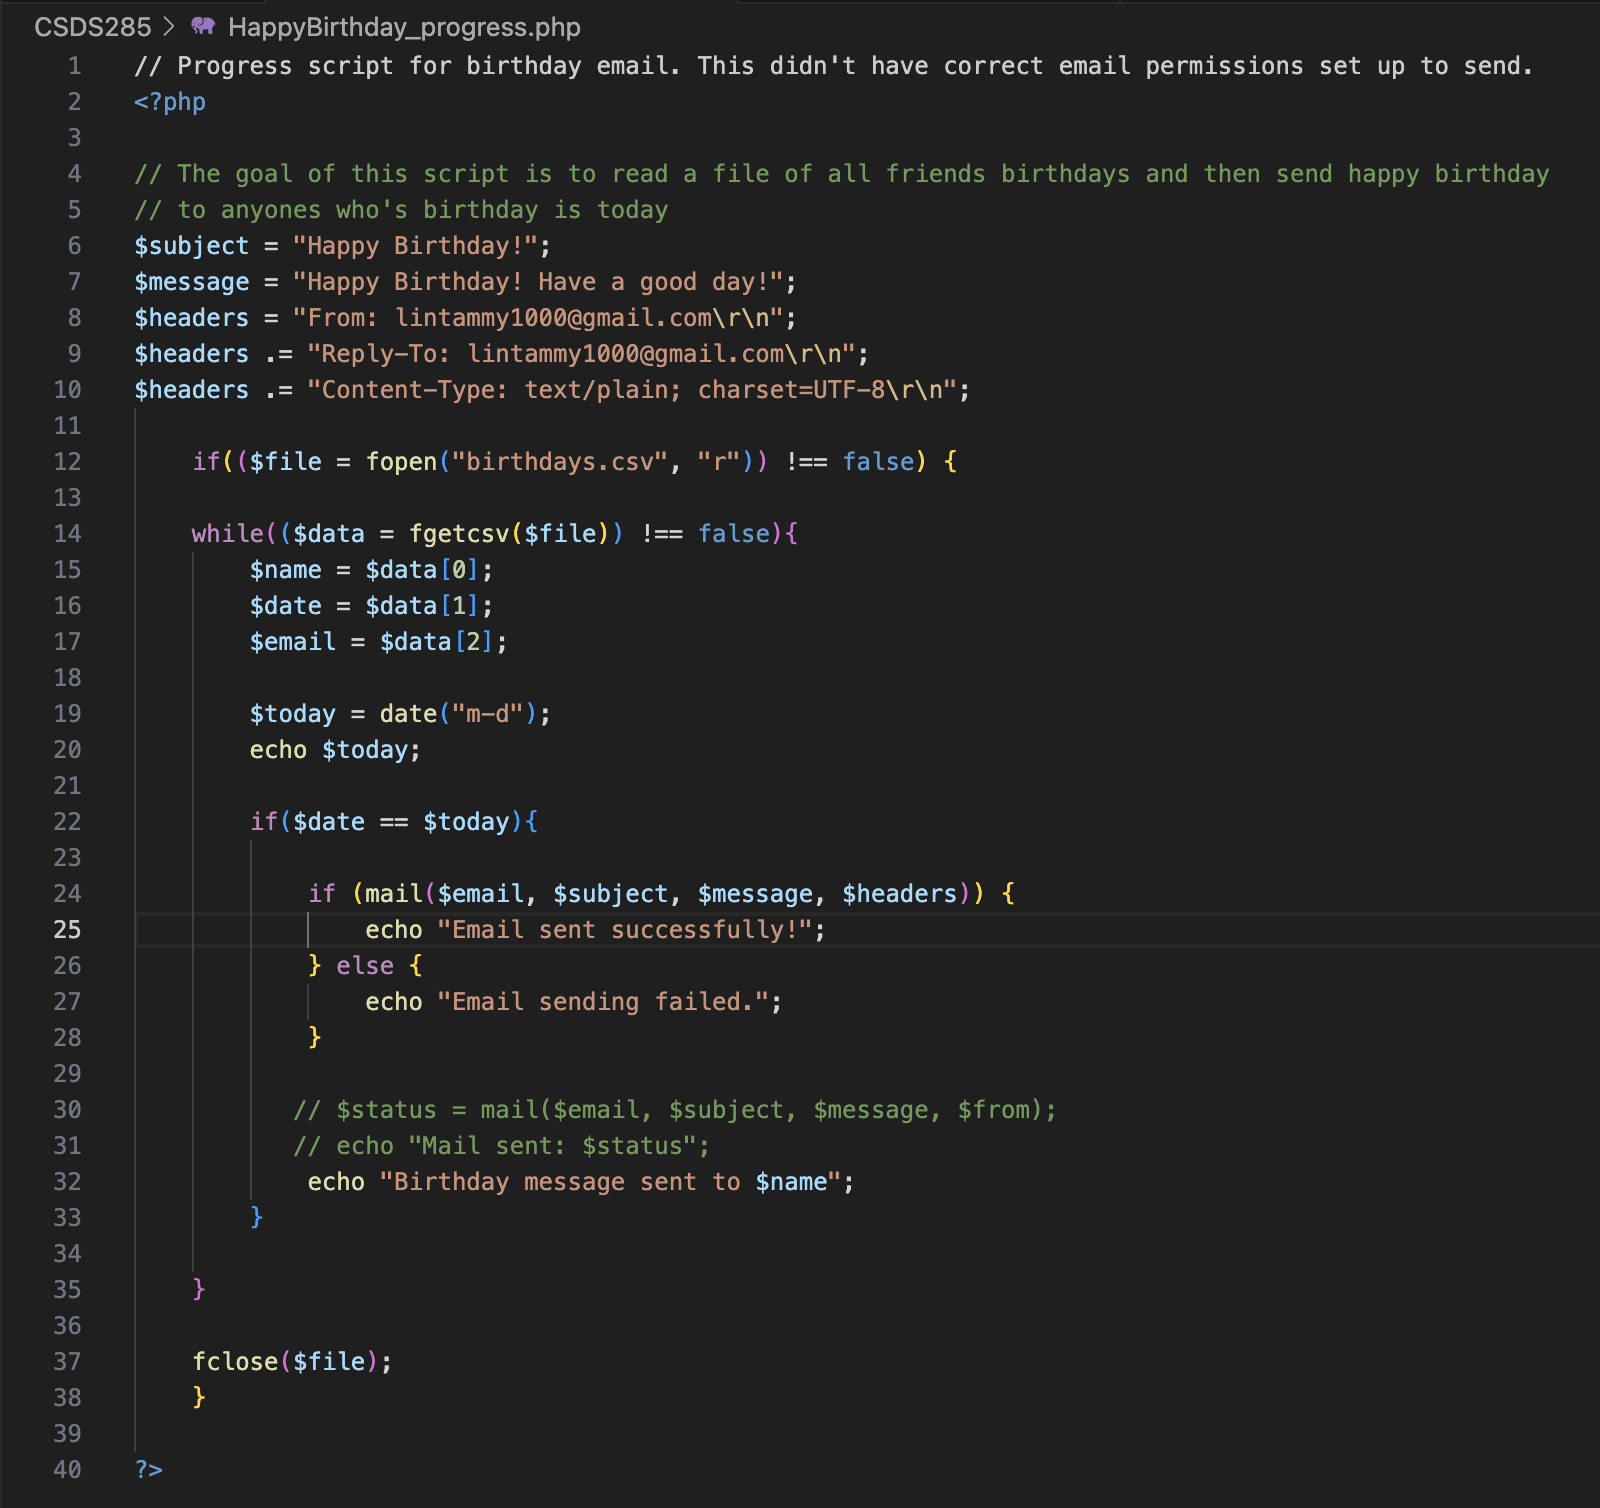 CSDS285 > HappyBirthday_progress.php
1 // Progress script for birthday email. This didn't have correct email permissions set up to send.
2 <?php
3
4 // The goal of this script is to read a file of all friends birthdays and then send happy birthday
5 // to anyones who's birthday is today
6 $subject = "Happy Birthday!";
7 $message = "Happy Birthday! Have a good day!";
8 $headers = "From: lintammy1000@gmail.com\r\n";
9 $headers .= "Reply-To: lintammy1000@gmail.com\r\n";
10 $headers .= "Content-Type: text/plain; charset=UTF-8\r\n";
11
12     if(($file = fopen("birthdays.csv", "r")) !== false) {
13
14     while(($data = fgetcsv($file)) !== false){
15         $name = $data[0];
16         $date = $data[1];
17         $email = $data[2];
18
19         $today = date("m-d");
20         echo $today;
21
22         if($date == $today){
23
24             if (mail($email, $subject, $message, $headers)) {
25                 echo "Email sent successfully!";
26             } else {
27                 echo "Email sending failed.";
28             }
29
30            // $status = mail($email, $subject, $message, $from);
31            // echo "Mail sent: $status";
32             echo "Birthday message sent to $name";
33         }
34
35     }
36
37     fclose($file);
38     }
39
40 ?>